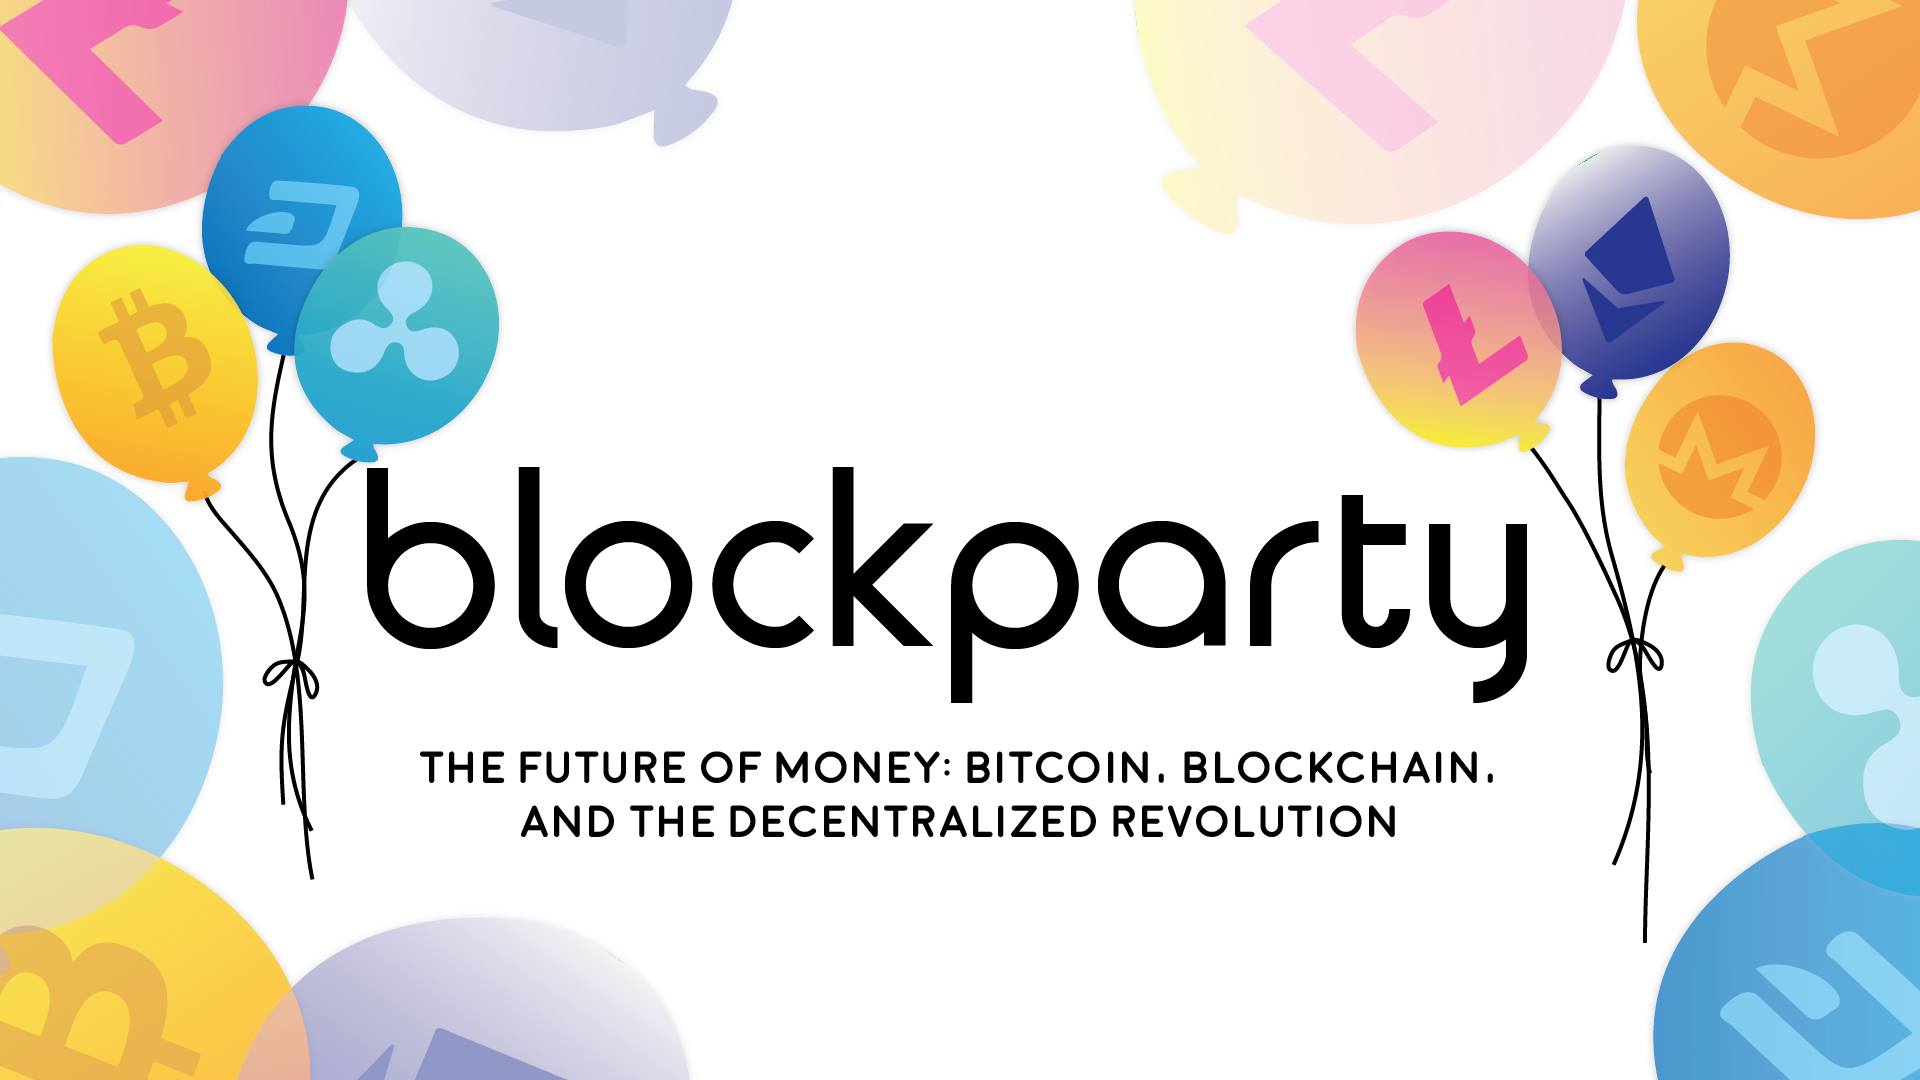 blockparty
THE FUTURE OF MONEY: BITCOIN, BLOCKCHAIN,
AND THE DECENTRALIZED REVOLUTION